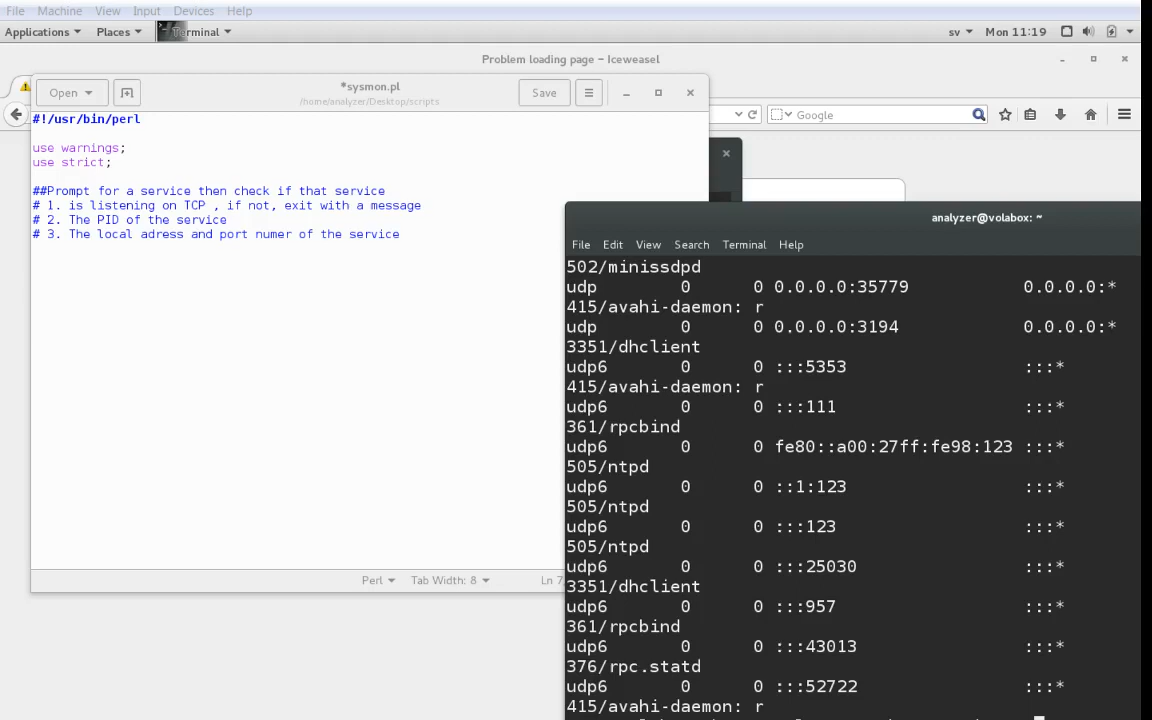 File Machine View Input Devices Help
Applications Places Terminal sv Mon 11:19
Problem loading page - Iceweasel
Open *sysmon.pl Save
/home/analyzer/Desktop/scripts
Google
#!/usr/bin/perl
use warnings;
use strict;
##Prompt for a service then check if that service
# 1. is listening on TCP , if not, exit with a message
# 2. The PID of the service
# 3. The local adress and port numer of the service
Perl Tab Width: 8 Ln 7
analyzer@volabox: ~
File Edit View Search Terminal Help
502/minissdpd
udp 0 0 0.0.0.0:35779 0.0.0.0:*
415/avahi-daemon: r
udp 0 0 0.0.0.0:3194 0.0.0.0:*
3351/dhclient
udp6 0 0 :::5353 :::*
415/avahi-daemon: r
udp6 0 0 :::111 :::*
361/rpcbind
udp6 0 0 fe80::a00:27ff:fe98:123 :::*
505/ntpd
udp6 0 0 ::1:123 :::*
505/ntpd
udp6 0 0 :::123 :::*
505/ntpd
udp6 0 0 :::25030 :::*
3351/dhclient
udp6 0 0 :::957 :::*
361/rpcbind
udp6 0 0 :::43013 :::*
376/rpc.statd
udp6 0 0 :::52722 :::*
415/avahi-daemon: r